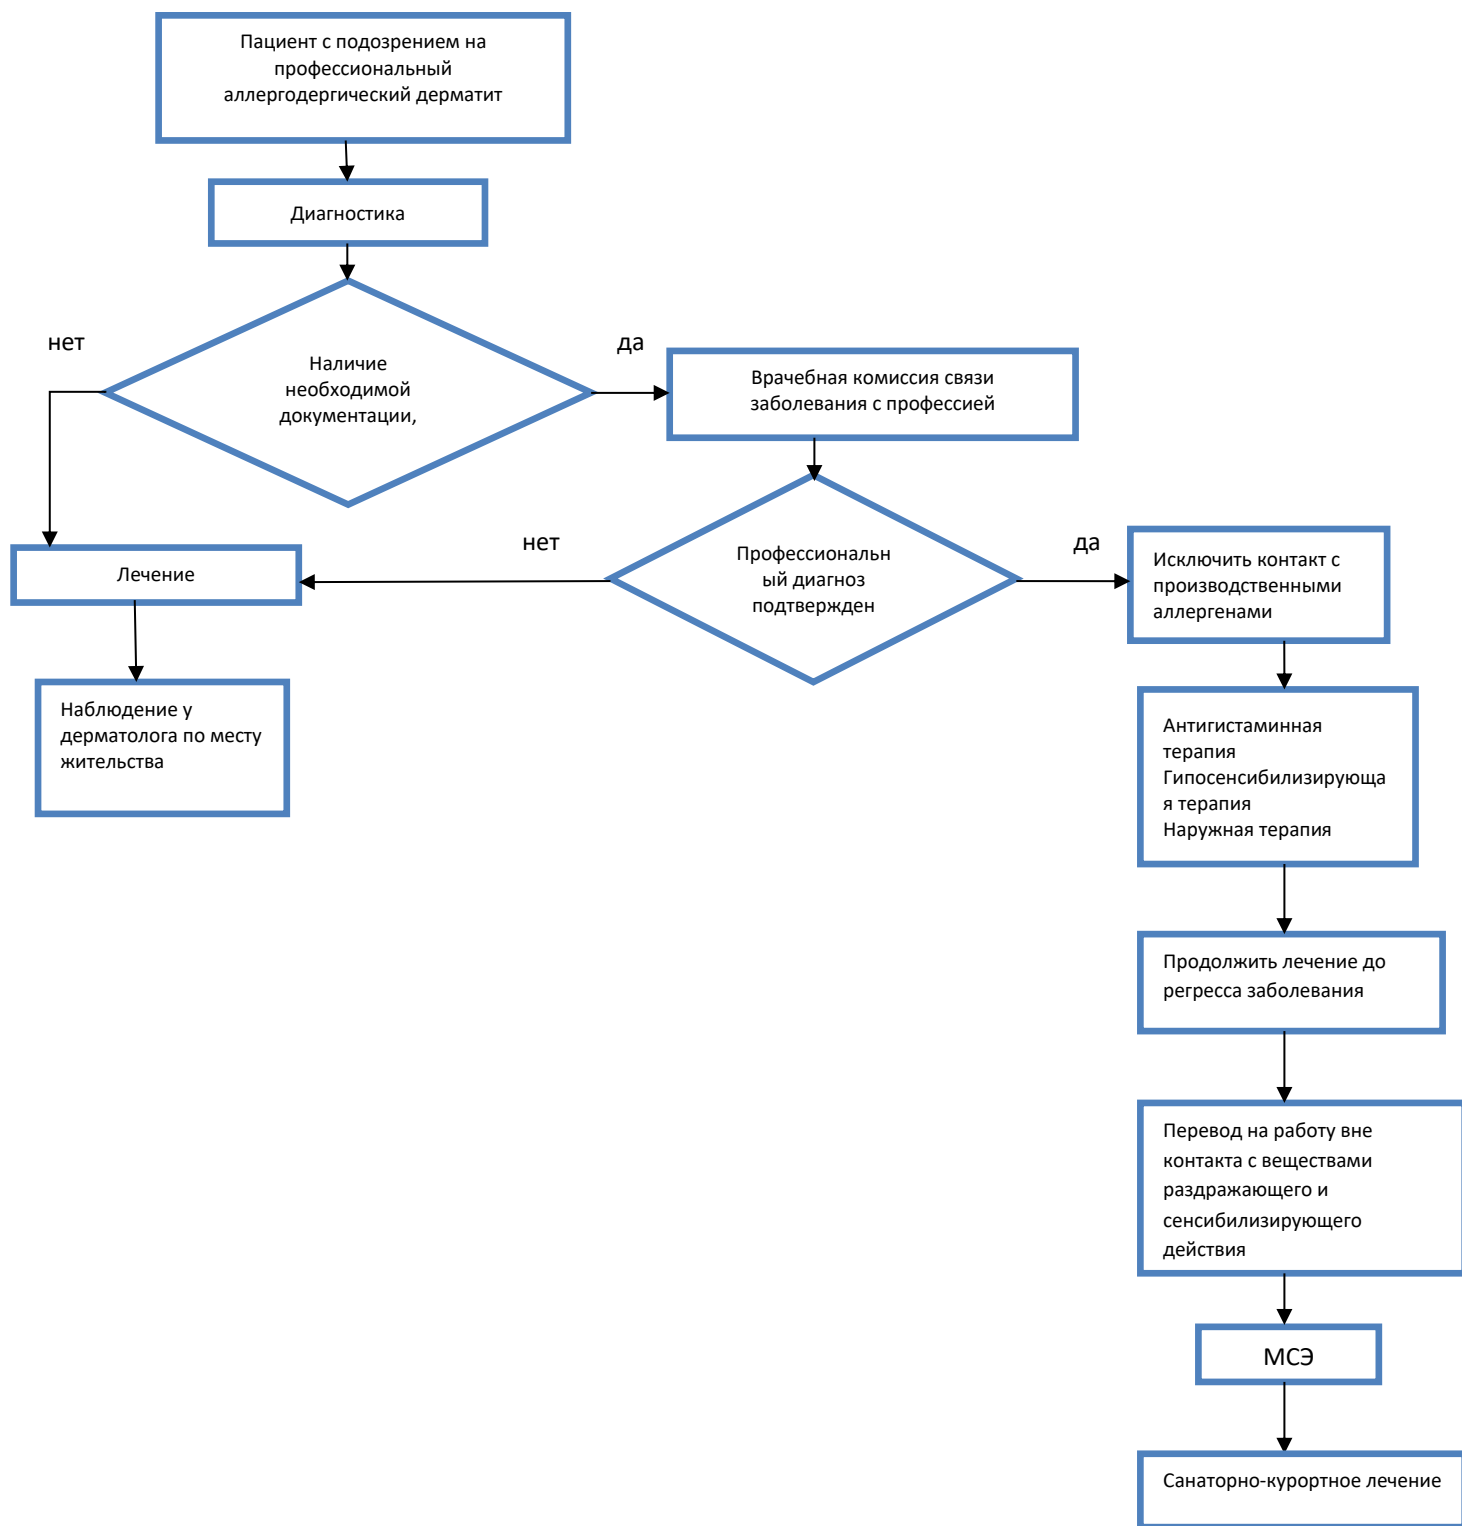 Пациент с подозрением на
профессиональный
аллергодергический дерматит
Диагностика
нет
да
Наличие
необходимой
документации,
Врачебная комиссия связи
заболевания с профессией
нет
да
Профессиональн
ый диагноз
подтвержден
Исключить контакт с
производственными
аллергенами
Лечение
Наблюдение у
дерматолога по месту
жительства
Антигистаминная
терапия
Гипосенсибилизирующа
я терапия
Наружная терапия
Продолжить лечение до
регресса заболевания
Перевод на работу вне
контакта с веществами
раздражающего и
сенсибилизирующего
действия
МСЭ
Санаторно-курортное лечение